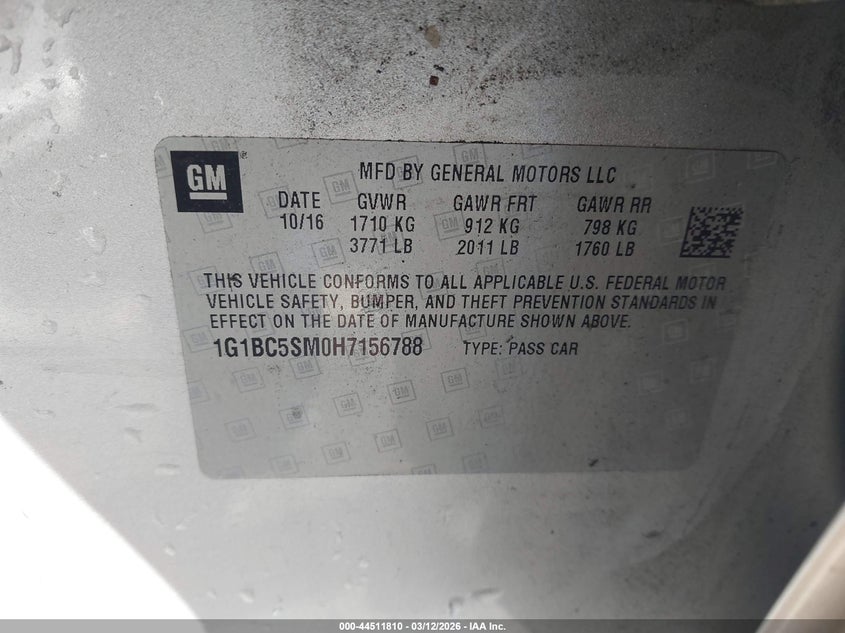 GM
MFD BY GENERAL MOTORS LLC
DATE GVWR GAWR FRT GAWR RR
10/16 1710 KG 912 KG 798 KG
3771 LB 2011 LB 1760 LB
THIS VEHICLE CONFORMS TO ALL APPLICABLE U.S. FEDERAL MOTOR
VEHICLE SAFETY, BUMPER, AND THEFT PREVENTION STANDARDS IN
EFFECT ON THE DATE OF MANUFACTURE SHOWN ABOVE.
1G1BC5SM0H7156788 TYPE: PASS CAR
000-44511810 - 03/12/2026 - IAA Inc.